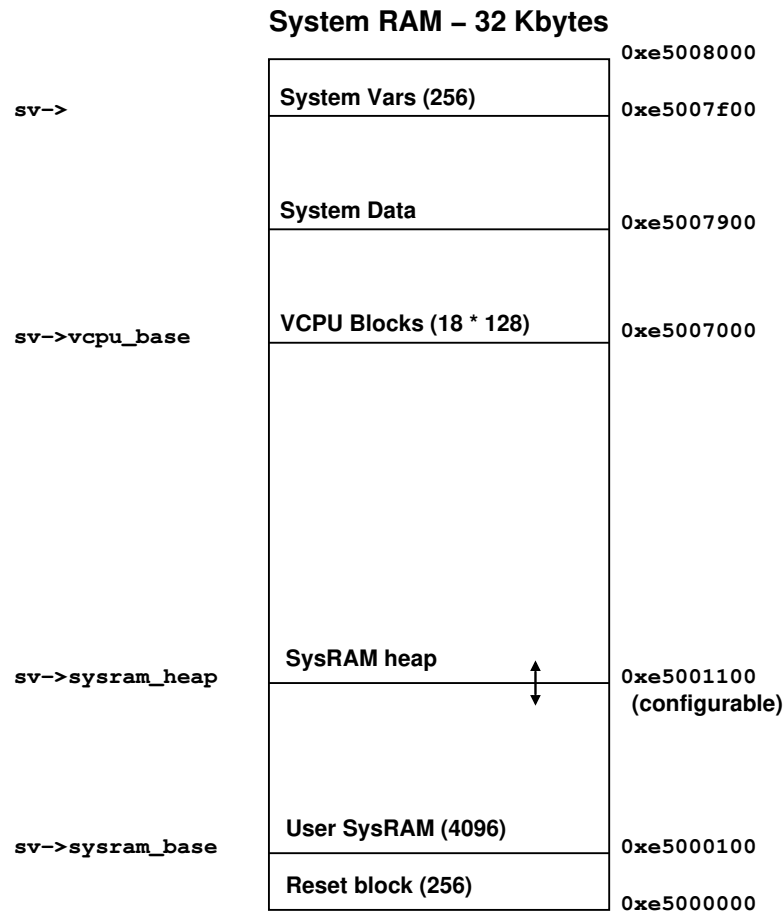 System RAM – 32 Kbytes
0xe5008000
System Vars (256)
sv–>
0xe5007f00
System Data
0xe5007900
VCPU Blocks (18 * 128)
sv–>vcpu_base
0xe5007000
SysRAM heap
sv–>sysram_heap
0xe5001100
(configurable)
User SysRAM (4096)
sv–>sysram_base
0xe5000100
Reset block (256)
0xe5000000